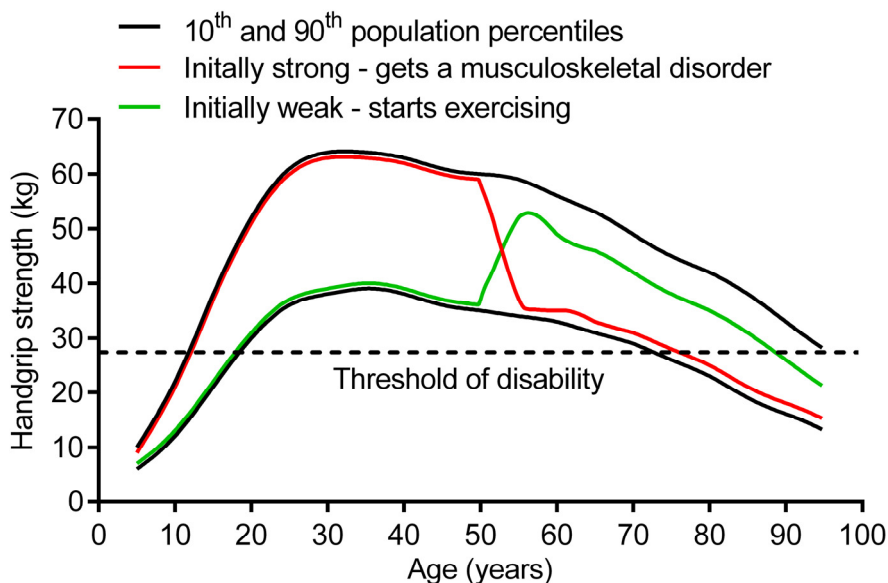 10th and 90th population percentiles
Initally strong - gets a musculoskeletal disorder
Initially weak - starts exercising
Handgrip strength (kg)
70
60
50
40
30
20
10
0
Threshold of disability
0 10 20 30 40 50 60 70 80 90 100
Age (years)